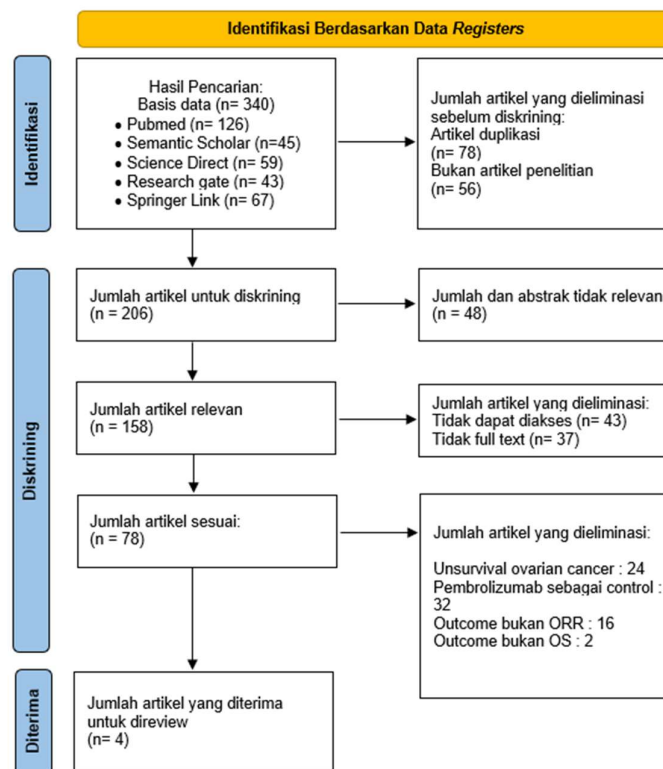 Identifikasi Berdasarkan Data Registers
Identifikasi
Hasil Pencarian:
Basis data (n= 340)
• Pubmed (n= 126)
• Semantic Scholar (n=45)
• Science Direct (n= 59)
• Research gate (n= 43)
• Springer Link (n= 67)
Jumlah artikel yang dieliminasi
sebelum diskrining:
Artikel duplikasi
(n= 78)
Bukan artikel penelitian
(n= 56)
Diskrining
Jumlah artikel untuk diskrining
(n = 206)
Jumlah dan abstrak tidak relevan
(n = 48)
Jumlah artikel relevan
(n = 158)
Jumlah artikel yang dieliminasi:
Tidak dapat diakses (n= 43)
Tidak full text (n= 37)
Jumlah artikel sesuai:
(n = 78)
Jumlah artikel yang dieliminasi:
Unsurvival ovarian cancer : 24
Pembrolizumab sebagai control :
32
Outcome bukan ORR : 16
Outcome bukan OS : 2
Diterima
Jumlah artikel yang diterima
untuk direview
(n= 4)